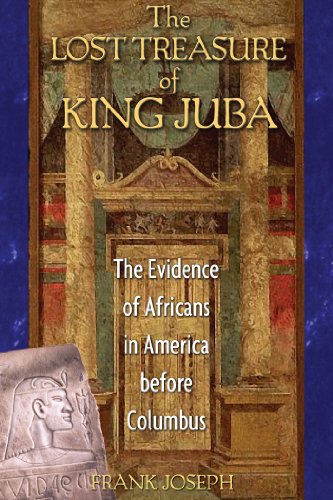 The
LOST TREASURE
of
KING JUBA
The Evidence
of Africans
in America
before
Columbus
FRANK JOSEPH